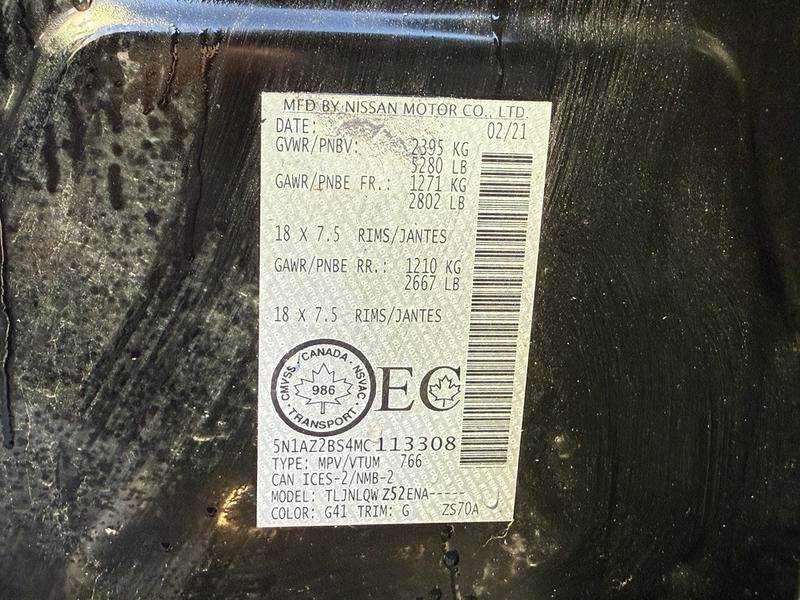 MFD BY NISSAN MOTOR CO., LTD.
DATE: 02/21
GVWR/PNBV: 2395 KG
5280 LB
GAWR/PNBE FR.: 1271 KG
2802 LB
18 X 7.5 RIMS/JANTES
GAWR/PNBE RR.: 1210 KG
2667 LB
18 X 7.5 RIMS/JANTES
CMVSS · CANADA · NSVAC · TRANSPORT ·
986
EC
5N1AZ2BS4MC113308
TYPE: MPV/VTUM 766
CAN ICES-2/NMB-2
MODEL: TLJNLQW Z52ENA-----
COLOR: G41 TRIM: G ZS70A